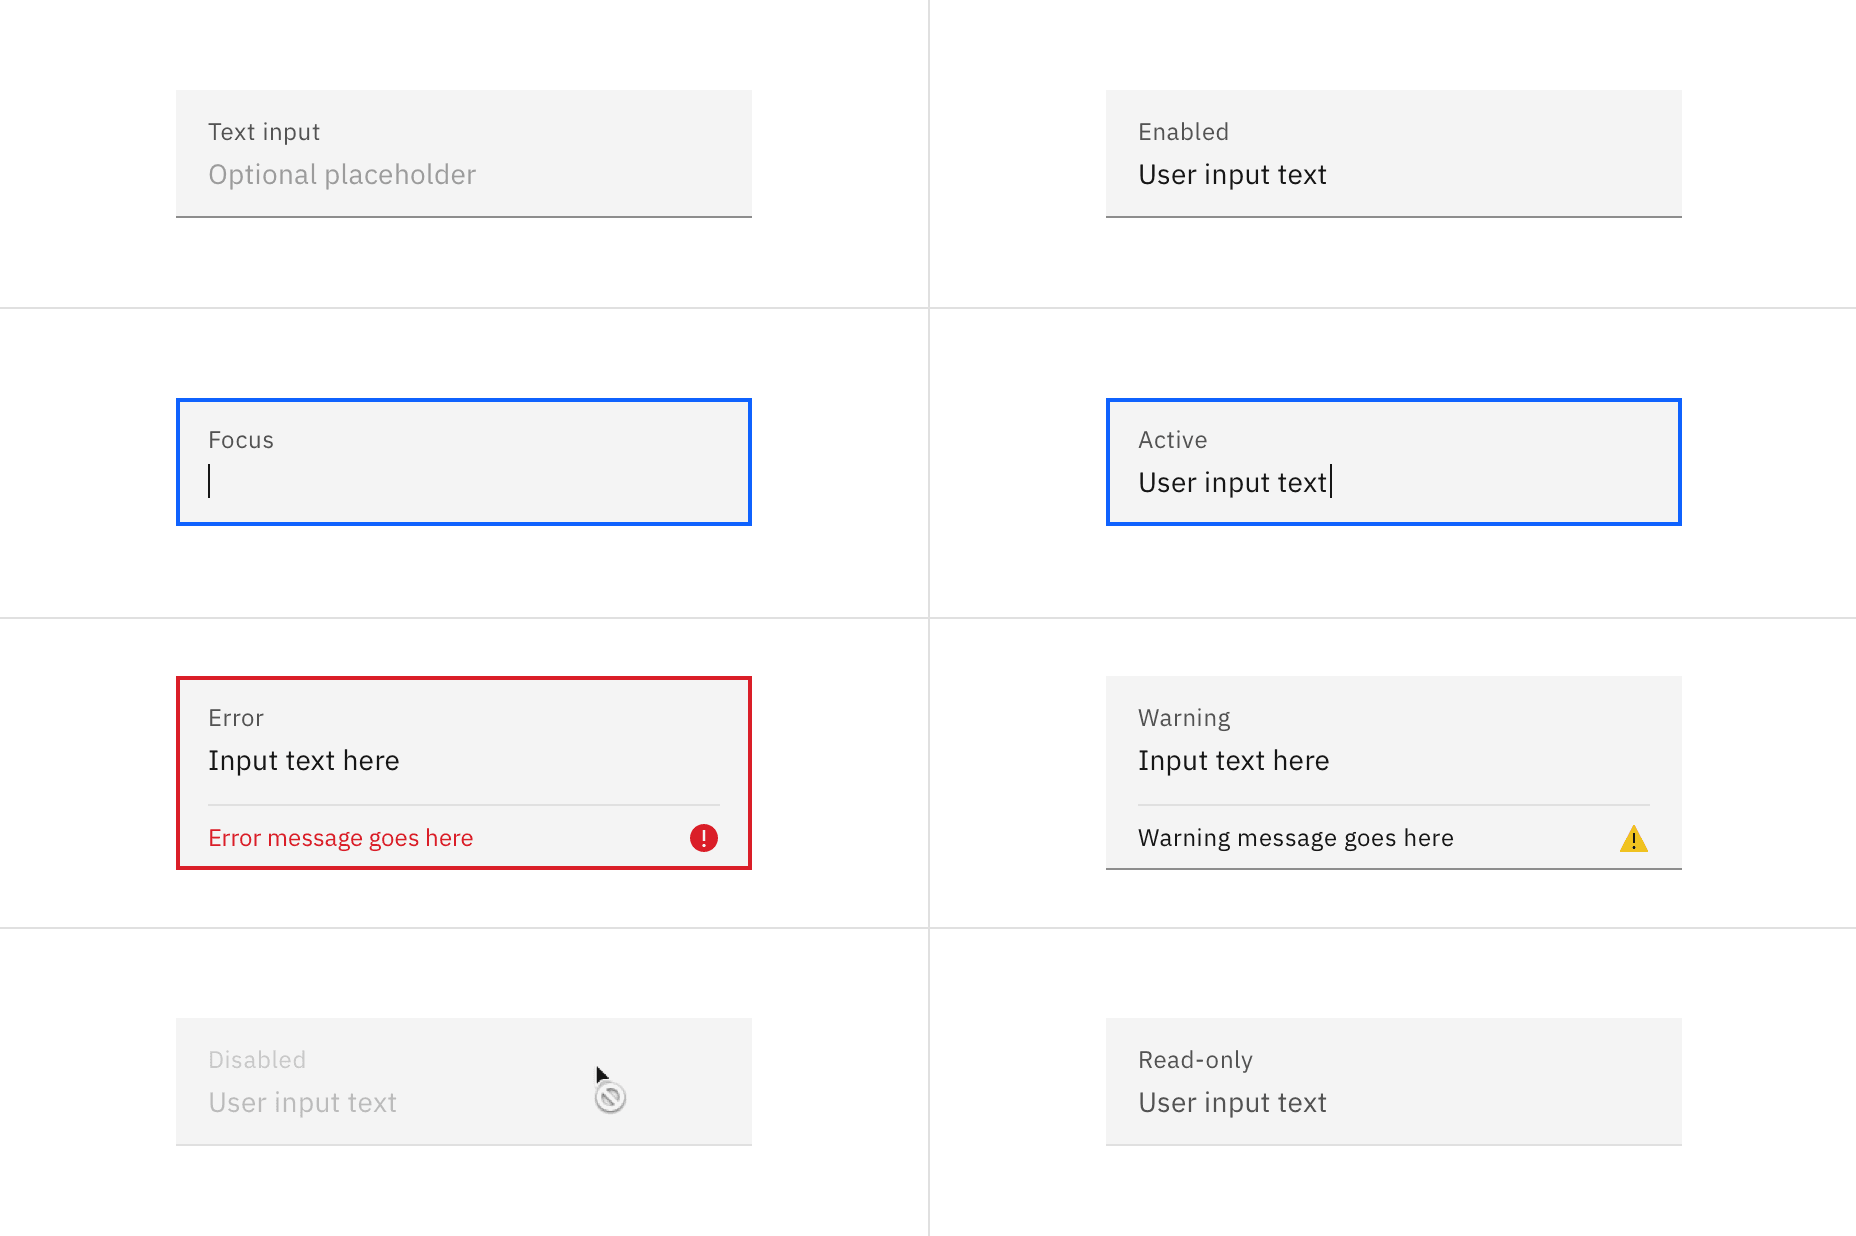 Text input
Optional placeholder
Enabled
User input text
Focus
Active
User input text
Error
Input text here
Error message goes here
Warning
Input text here
Warning message goes here
Disabled
User input text
Read-only
User input text